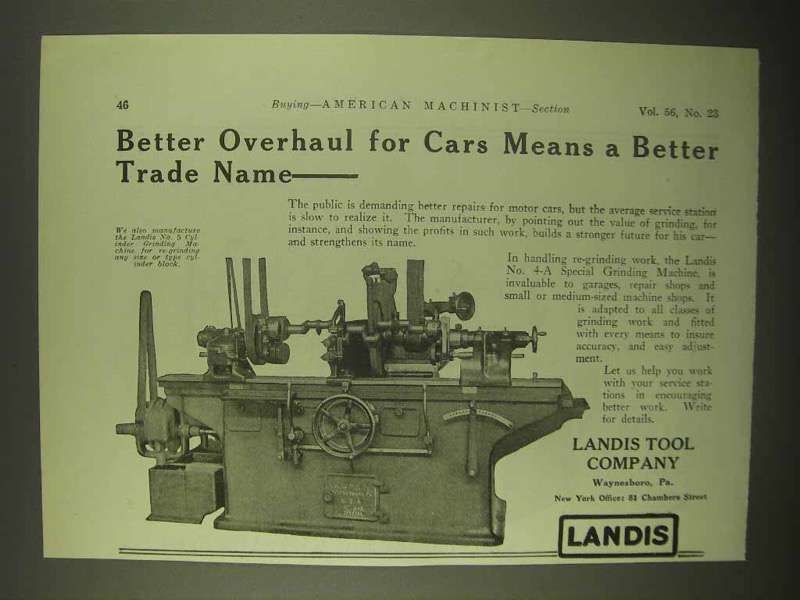 46
Buying—AMERICAN MACHINIST—Section
Vol. 56, No. 23
Better Overhaul for Cars Means a Better
Trade Name—
The public is demanding better repairs for motor cars, but the average service station
is slow to realize it. The manufacturer, by pointing out the value of grinding, for
instance, and showing the profits in such work, builds a stronger future for his car—
and strengthens its name.
We also manufacture
the Landis No. 5 Cyl-
inder Grinding Ma-
chine for re-grinding
any size or type cyl-
inder block.
In handling re-grinding work, the Landis
No. 4-A Special Grinding Machine, is
invaluable to garages, repair shops and
small or medium-sized machine shops. It
is adapted to all classes of
grinding work and fitted
with every means to insure
accuracy, and easy adjust-
ment.
Let us help you work
with your service sta-
tions in encouraging
better work. Write
for details.
LANDIS TOOL
COMPANY
Waynesboro, Pa.
New York Office: 51 Chambers Street
LANDIS